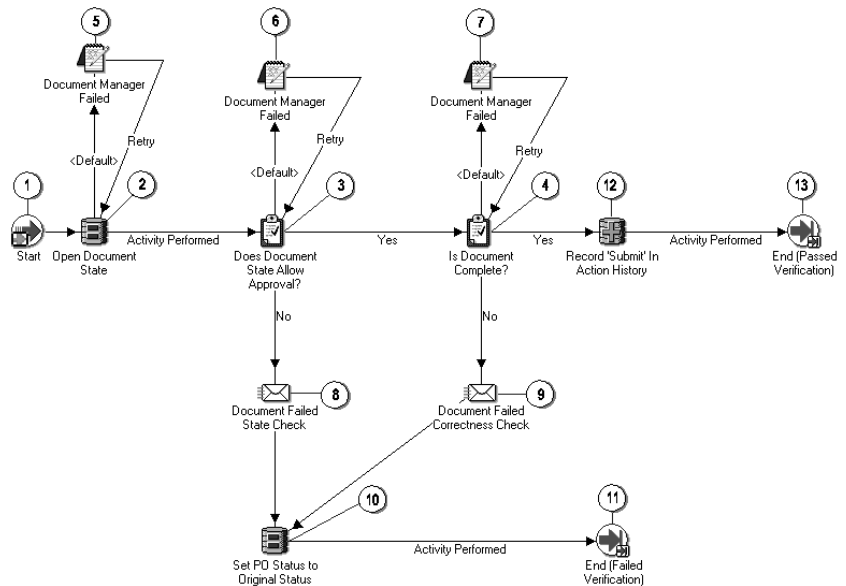 5
6
7
Document Manager
Failed
Document Manager
Failed
Document Manager
Failed
Retry
Retry
Retry
<Default>
<Default>
<Default>
1
2
3
4
12
13
Start
Open Document
State
Activity Performed
Does Document
State Allow
Approval?
Yes
Is Document
Complete?
Yes
Record 'Submit' In
Action History
Activity Performed
End (Passed
Verification)
No
No
8
9
Document Failed
State Check
Document Failed
Correctness Check
10
11
Set PO Status to
Original Status
Activity Performed
End (Failed
Verification)